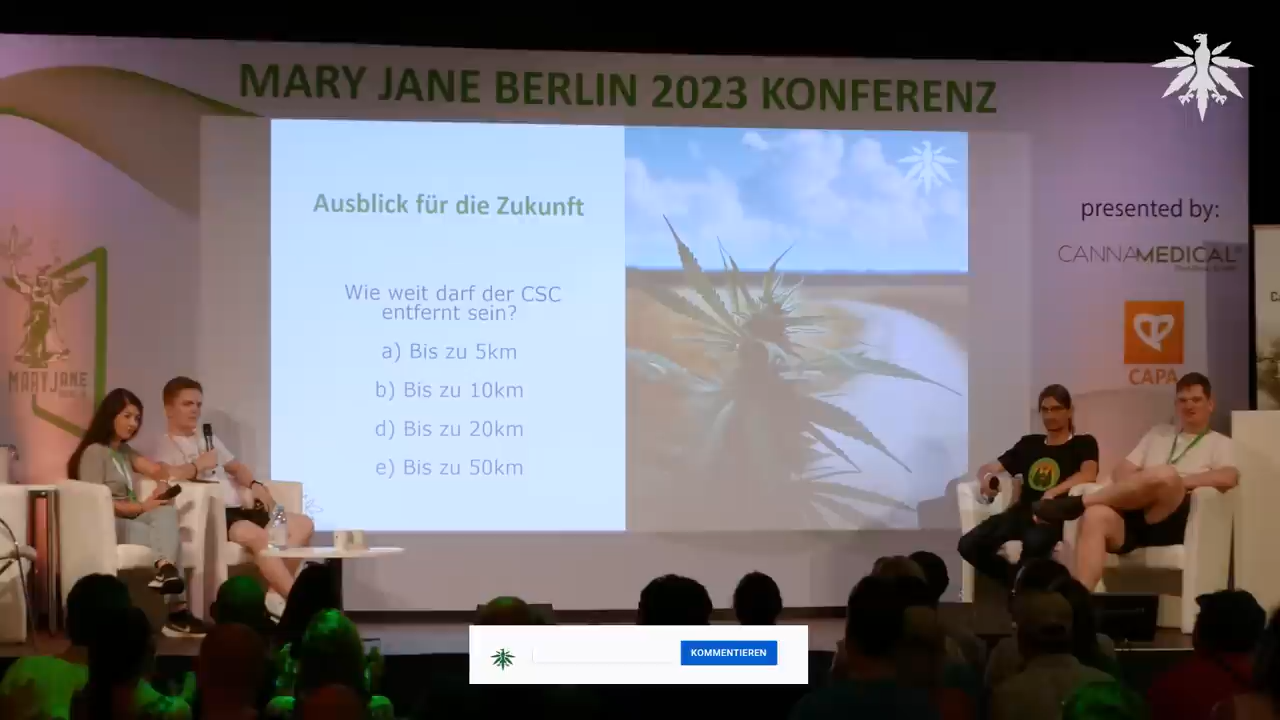 MARY JANE BERLIN 2023 KONFERENZ
Ausblick für die Zukunft
Wie weit darf der CSC
entfernt sein?
a) Bis zu 5km
b) Bis zu 10km
d) Bis zu 20km
e) Bis zu 50km
presented by:
CANNAMEDICAL
CAPA
MARY JANE
KOMMENTIEREN